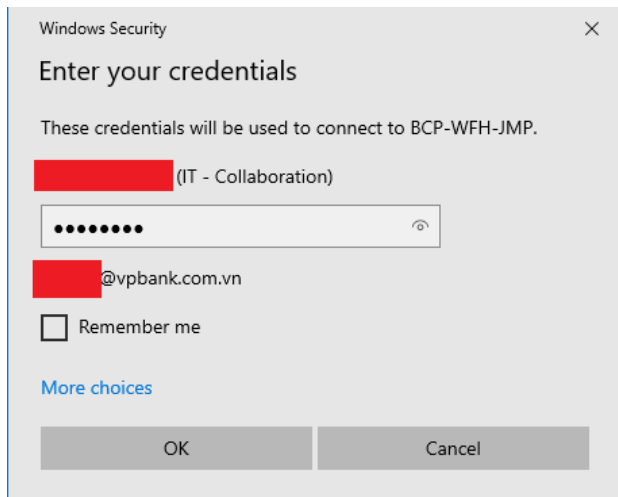 Windows Security
Enter your credentials
These credentials will be used to connect to BCP-WFH-JMP.
(IT - Collaboration)
••••••••
@vpbank.com.vn
Remember me
More choices
OK Cancel